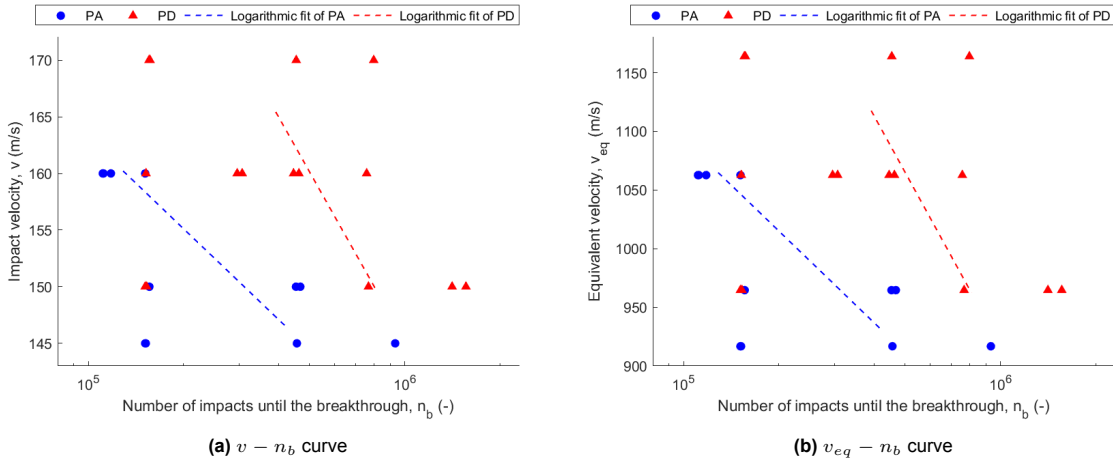 PA PD Logarithmic fit of PA Logarithmic fit of PD
170
165
160
155
150
145
Impact velocity, v (m/s)
10^5 10^6
Number of impacts until the breakthrough, n_b (-)
(a) v − n_b curve
PA PD Logarithmic fit of PA Logarithmic fit of PD
1150
1100
1050
1000
950
900
Equivalent velocity, v_eq (m/s)
10^5 10^6
Number of impacts until the breakthrough, n_b (-)
(b) v_eq − n_b curve